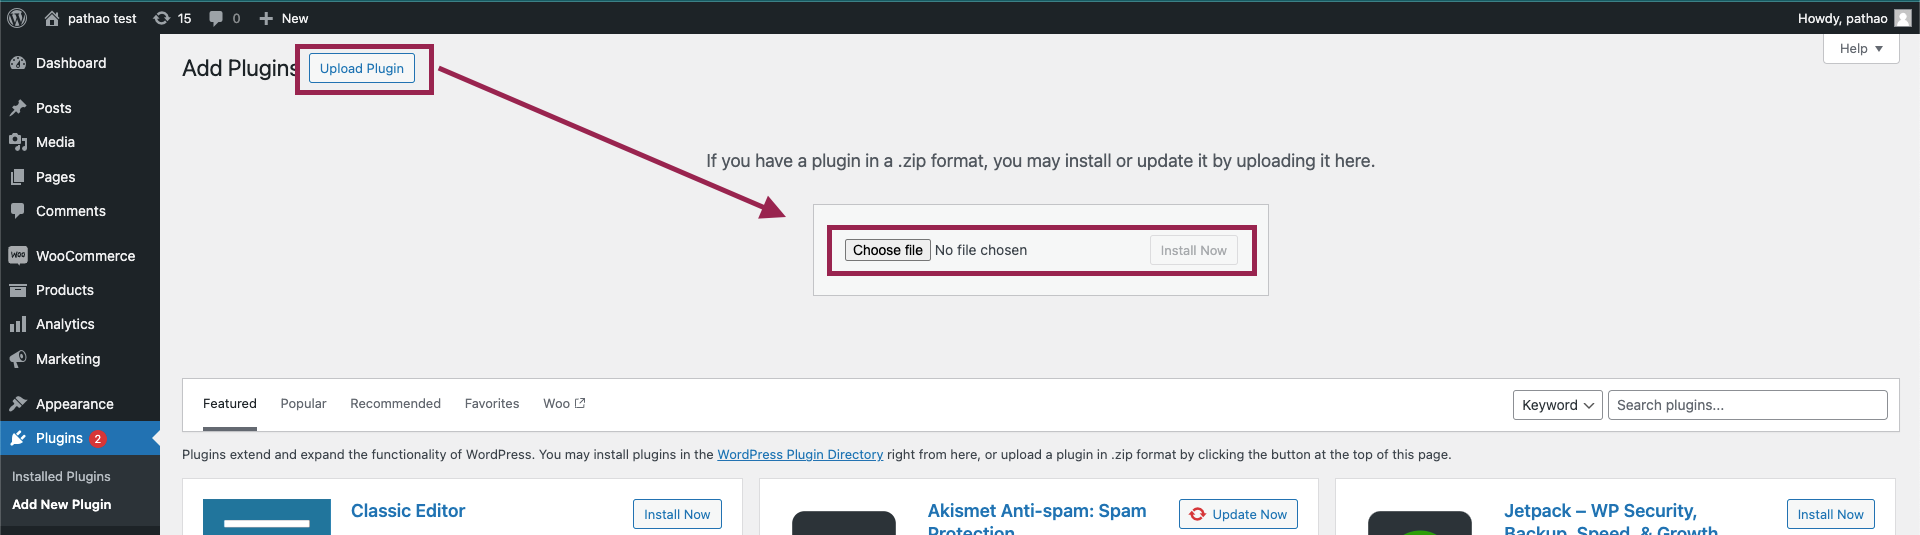 pathao test 15 0 New Howdy, pathao
Help
Dashboard
Posts
Media
Pages
Comments
WOO WooCommerce
Products
Analytics
Marketing
Appearance
Plugins 2
Installed Plugins
Add New Plugin
Add Plugins Upload Plugin
If you have a plugin in a .zip format, you may install or update it by uploading it here.
Choose file No file chosen Install Now
Featured Popular Recommended Favorites Woo Keyword Search plugins...
Plugins extend and expand the functionality of WordPress. You may install plugins in the WordPress Plugin Directory right from here, or upload a plugin in .zip format by clicking the button at the top of this page.
Classic Editor Install Now
Akismet Anti-spam: Spam
Protection
Update Now
Jetpack – WP Security,
Backup, Speed, & Growth
Install Now